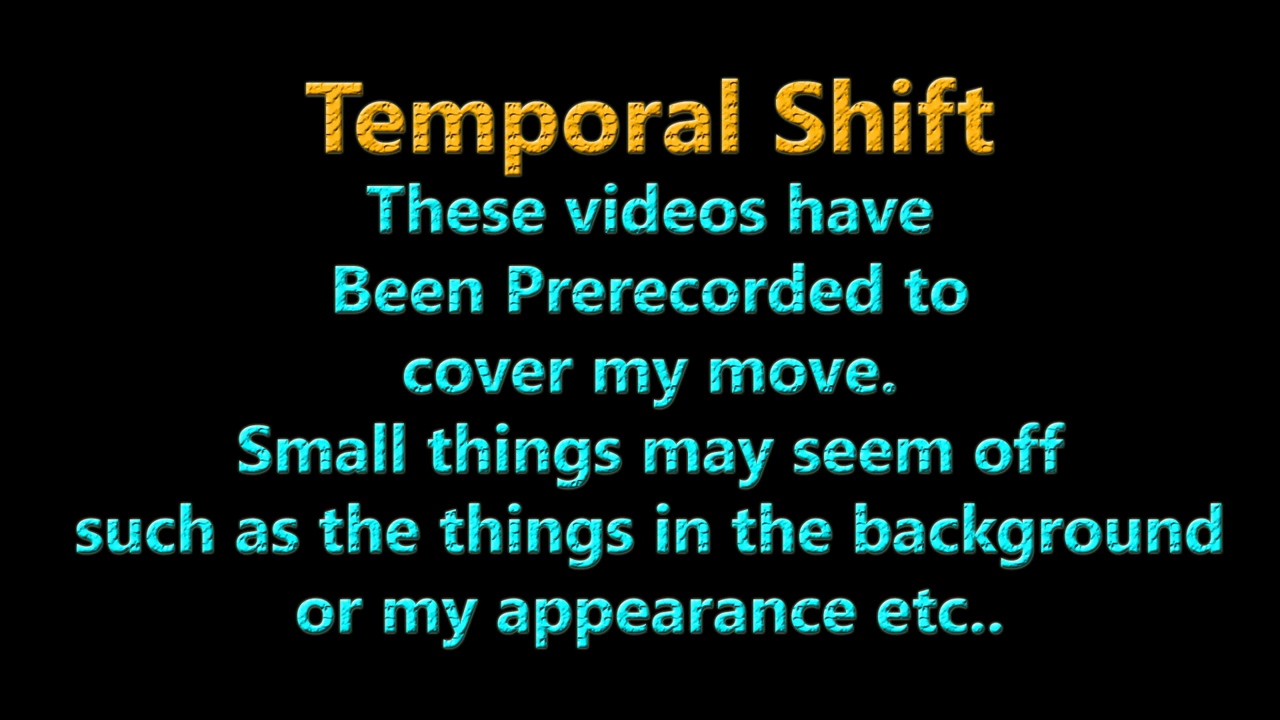 Temporal Shift
These videos have
Been Prerecorded to
cover my move.
Small things may seem off
such as the things in the background
or my appearance etc..